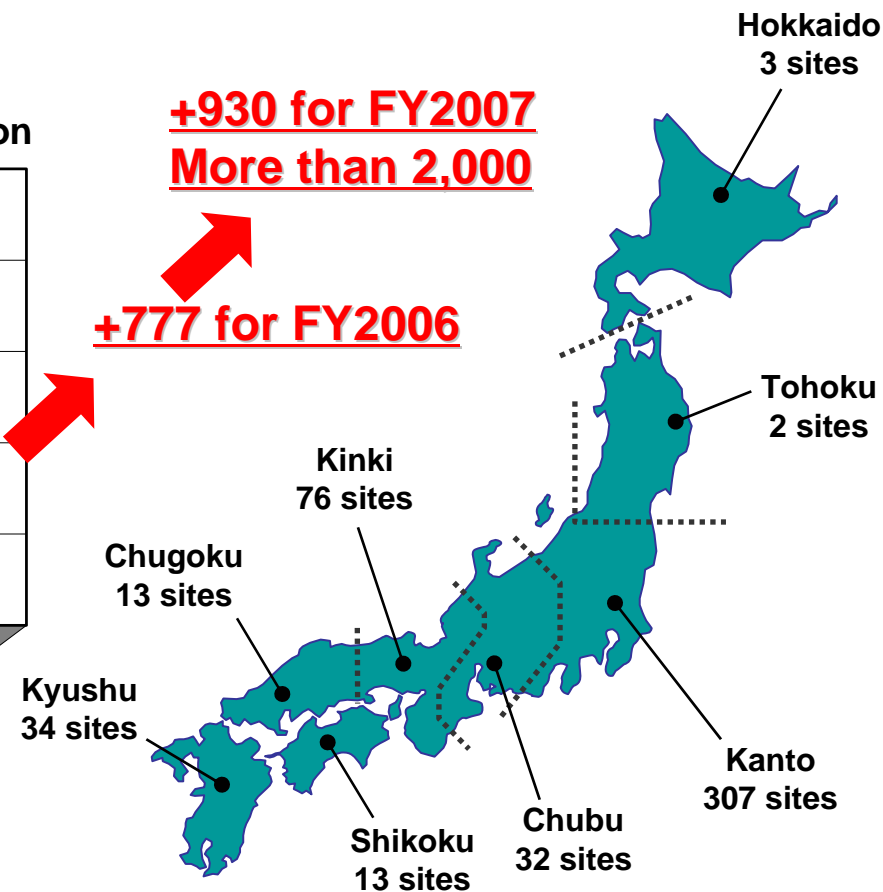 Hokkaido
3 sites
+930 for FY2007
More than 2,000
+777 for FY2006
Tohoku
2 sites
Kinki
76 sites
Chugoku
13 sites
Kyushu
34 sites
Kanto
307 sites
Chubu
32 sites
Shikoku
13 sites